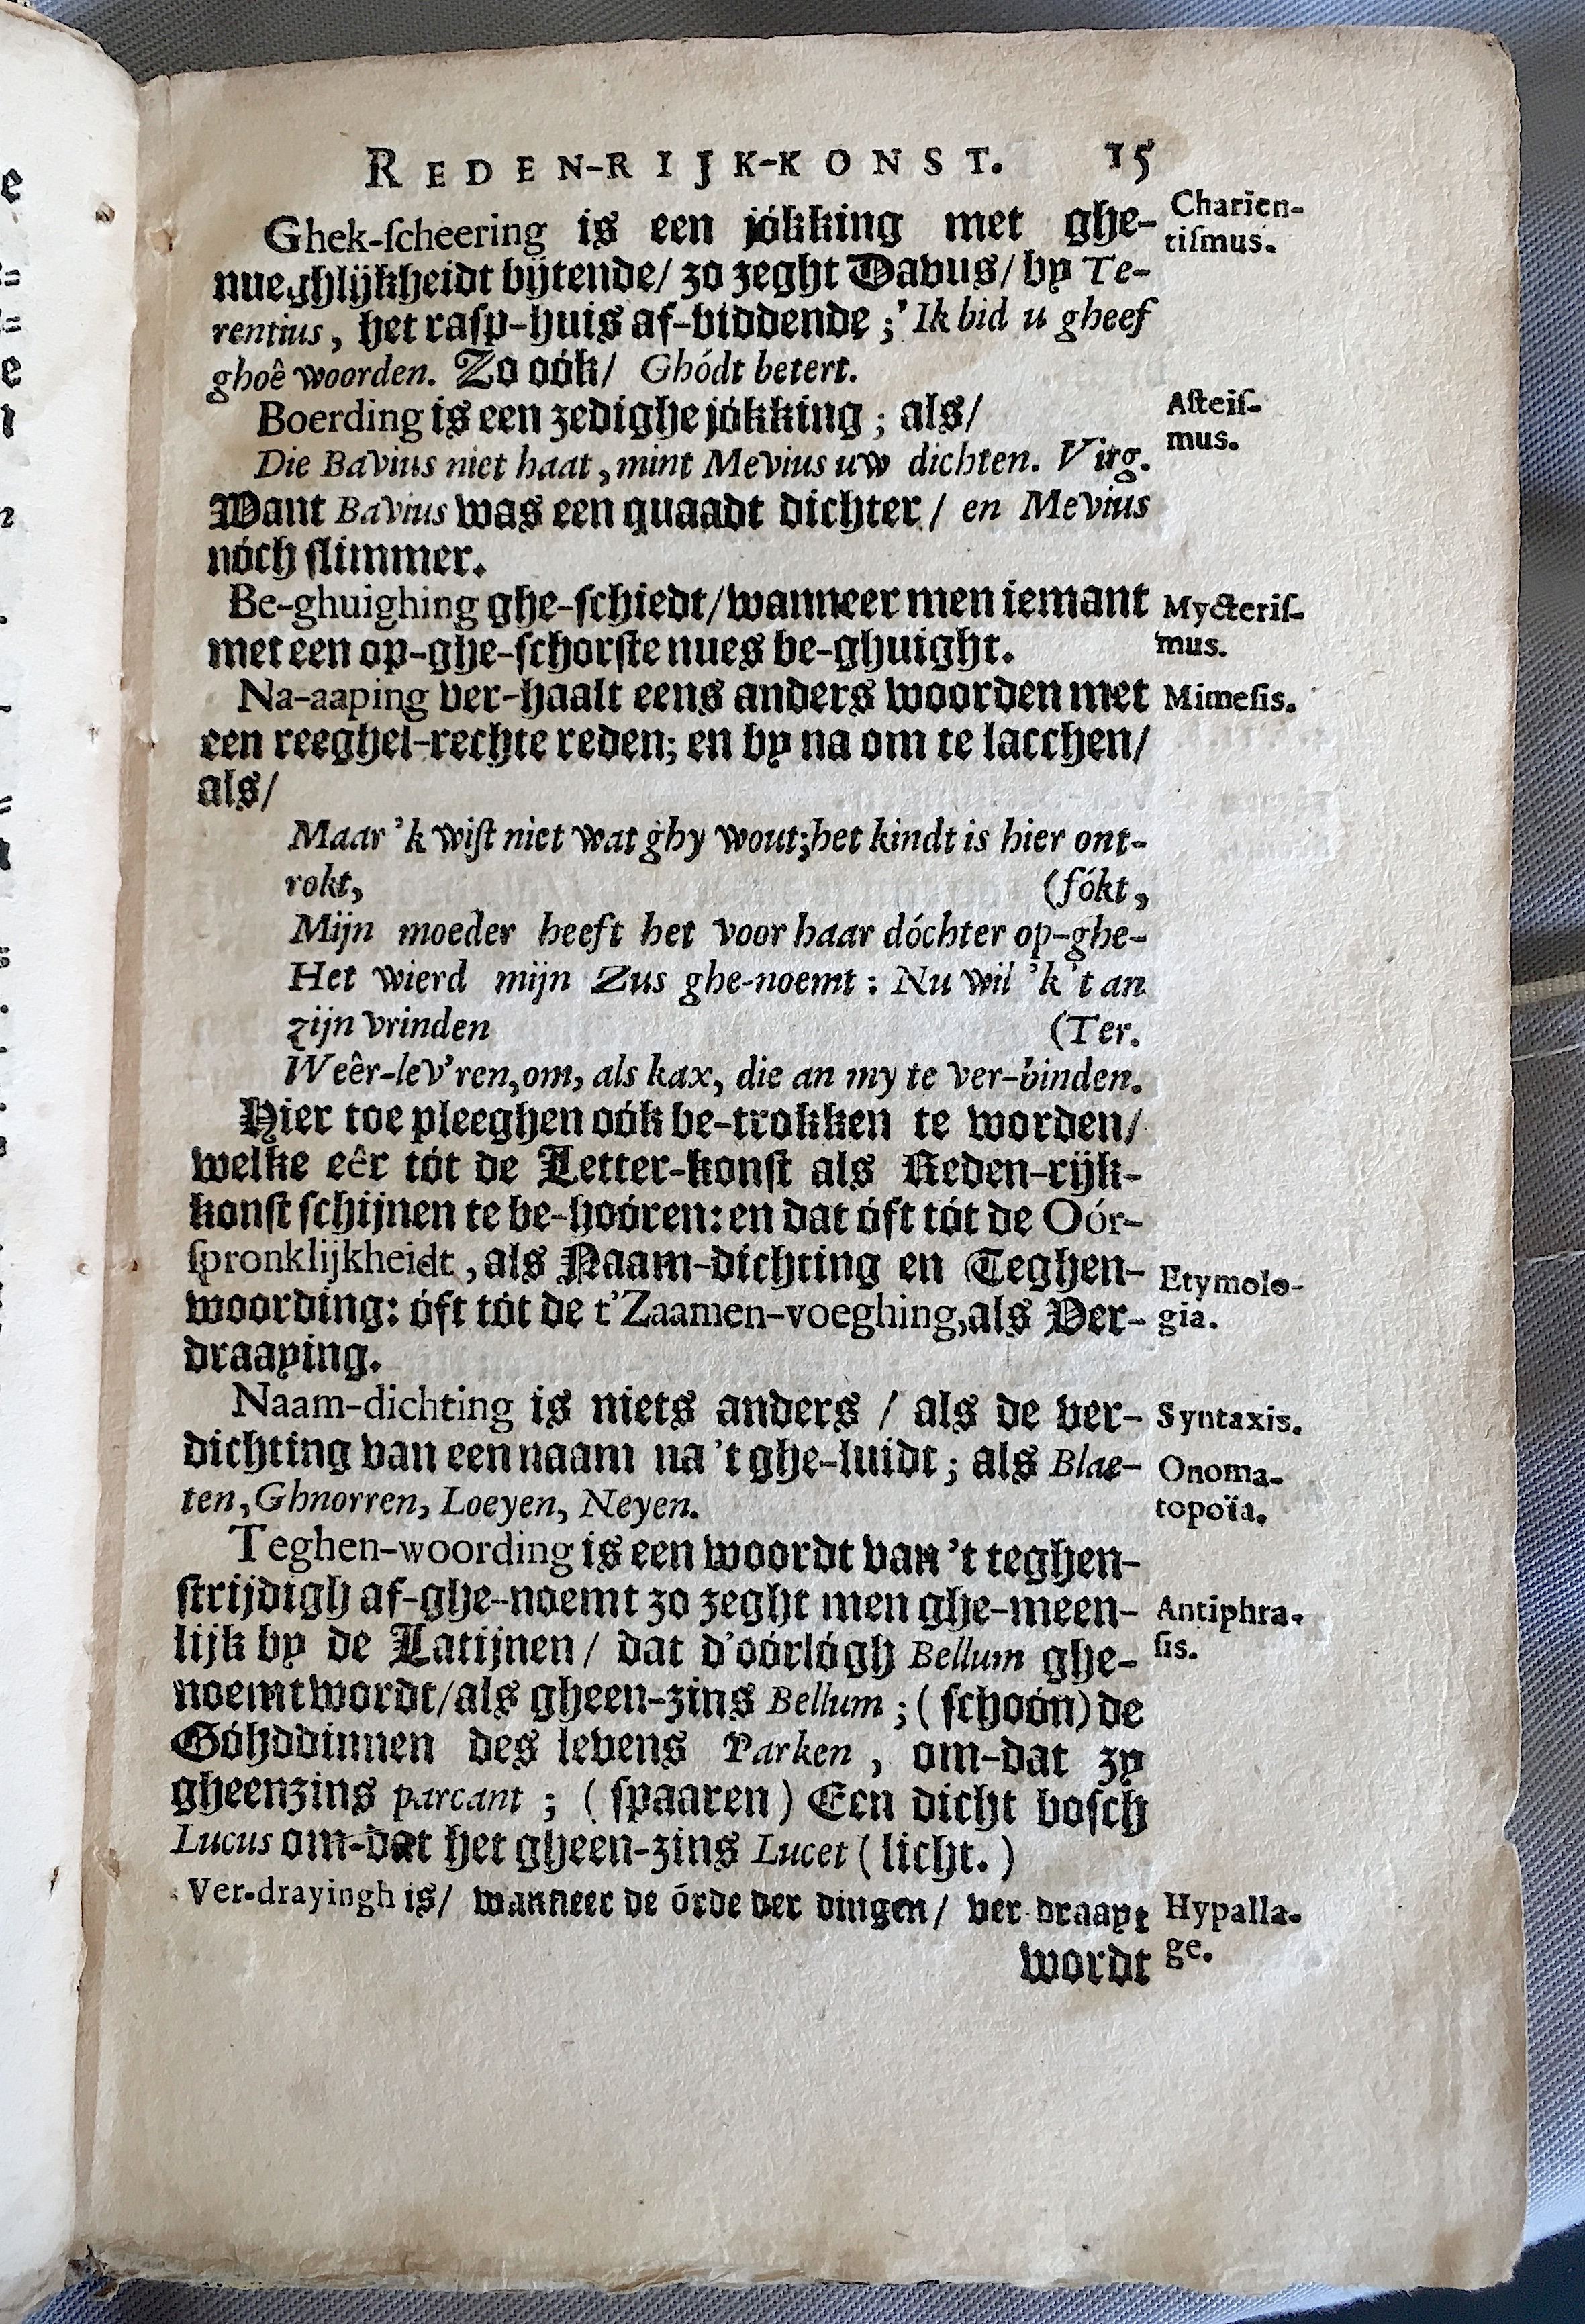 REDEN-RIJK-KONST. 15
Ghek-ſcheering is een jókking met ghe-
nueghlijkheidt bijtende/ zo zeght Davus/ by Te-
rentius, het raſp-huis af-biddende ;' Ik bid u gheef
ghoê woorden. Zo oók/ Ghódt betert.
Charien-
tiſmus.
Boerding is een zedighe jókking ; als/
Die Bavius niet haat, mint Mevius uw dichten. Virg.
Want Bavius was een quaadt dichter/ en Mevius
nóch ſlimmer.
Aſteiſ-
mus.
Be-ghuighing ghe-ſchiedt/wanneer men iemant
met een op-ghe-ſchorſte nues be-ghuight.
Mycteriſ-
mus.
Na-aaping ver-haalt eens anders woorden met
een reeghel-rechte reden; en by na om te lacchen/
als/
Mimeſis.
Maar 'k wiſt niet wat ghy wout;het kindt is hier ont-
rokt, (fókt,
Mijn moeder heeft het voor haar dóchter op-ghe-
Het wierd mijn Zus ghe-noemt : Nu wil 'k 't an
zijn vrinden (Ter.
Weêr-lev'ren,om, als kax, die an my te ver-binden.
Hier toe pleeghen oók be-trokken te worden/
welke eêr tót de Letter-konſt als Reden-rijk-
konſt ſchijnen te be-hoóren: en dat óft tót de Oór-
ſpronklijkheidt, als Naam-dichting en Teghen-
woording: óft tót de t'Zaamen-voeghing,als Ver-
draaying.
Etymolo-
gia.
Naam-dichting is niets anders / als de ver-
dichting van een naam na 't ghe-luidt ; als Blae-
ten, Ghnorren, Loeyen, Neyen.
Syntaxis.
Onoma-
topoïa.
Teghen-woording is een woordt van 't teghen-
ſtrijdigh af-ghe-noemt zo zeght men ghe-meen-
lijk by de Latijnen/ dat d'oórlógh Bellum ghe-
noemt wordt/als gheen-zins Bellum ; ( ſchoón) de
Góhddinnen des levens Parken , om-dat zy
gheenzins parcant ; ( ſpaaren ) Een dicht boſch
Lucus om-dat het gheen-zins Lucet ( licht. )
Antiphra-
ſis.
Ver-drayingh is/ wanneer de órde der dingen/ ver-draayt
wordt
Hypalla-
ge.